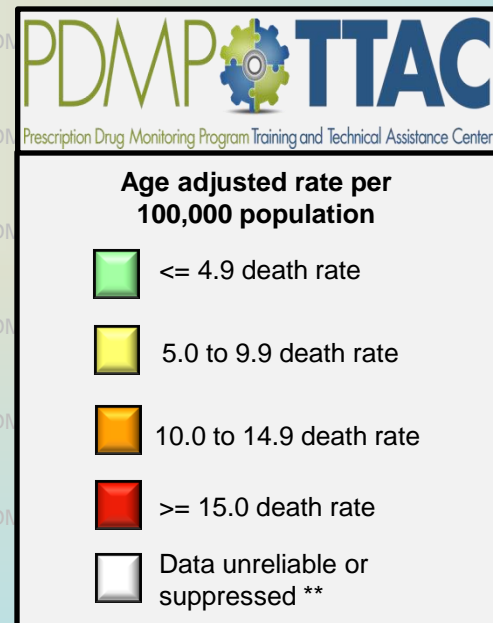 PDMP TTAC
Prescription Drug Monitoring Program Training and Technical Assistance Center
Age adjusted rate per
100,000 population
<= 4.9 death rate
5.0 to 9.9 death rate
10.0 to 14.9 death rate
>= 15.0 death rate
Data unreliable or
suppressed **